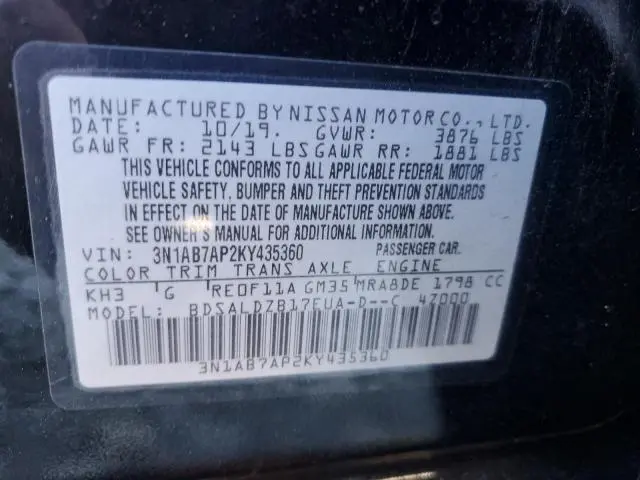 MANUFACTURED BY NISSAN MOTOR CO., LTD.
DATE: 10/19. GVWR: 3876 LBS
GAWR FR: 2143 LBS GAWR RR: 1881 LBS
THIS VEHICLE CONFORMS TO ALL APPLICABLE FEDERAL MOTOR
VEHICLE SAFETY, BUMPER AND THEFT PREVENTION STANDARDS
IN EFFECT ON THE DATE OF MANUFACTURE SHOWN ABOVE.
SEE OWNER'S MANUAL FOR ADDITIONAL INFORMATION.
VIN: 3N1AB7AP2KY435360 PASSENGER CAR.
COLOR TRIM TRANS AXLE ENGINE
KH3 G RE0F11A GM35 MRA8DE 1798 CC
MODEL: BDSALDZB17EUA-D--C 4Z000
3N1AB7AP2KY435360